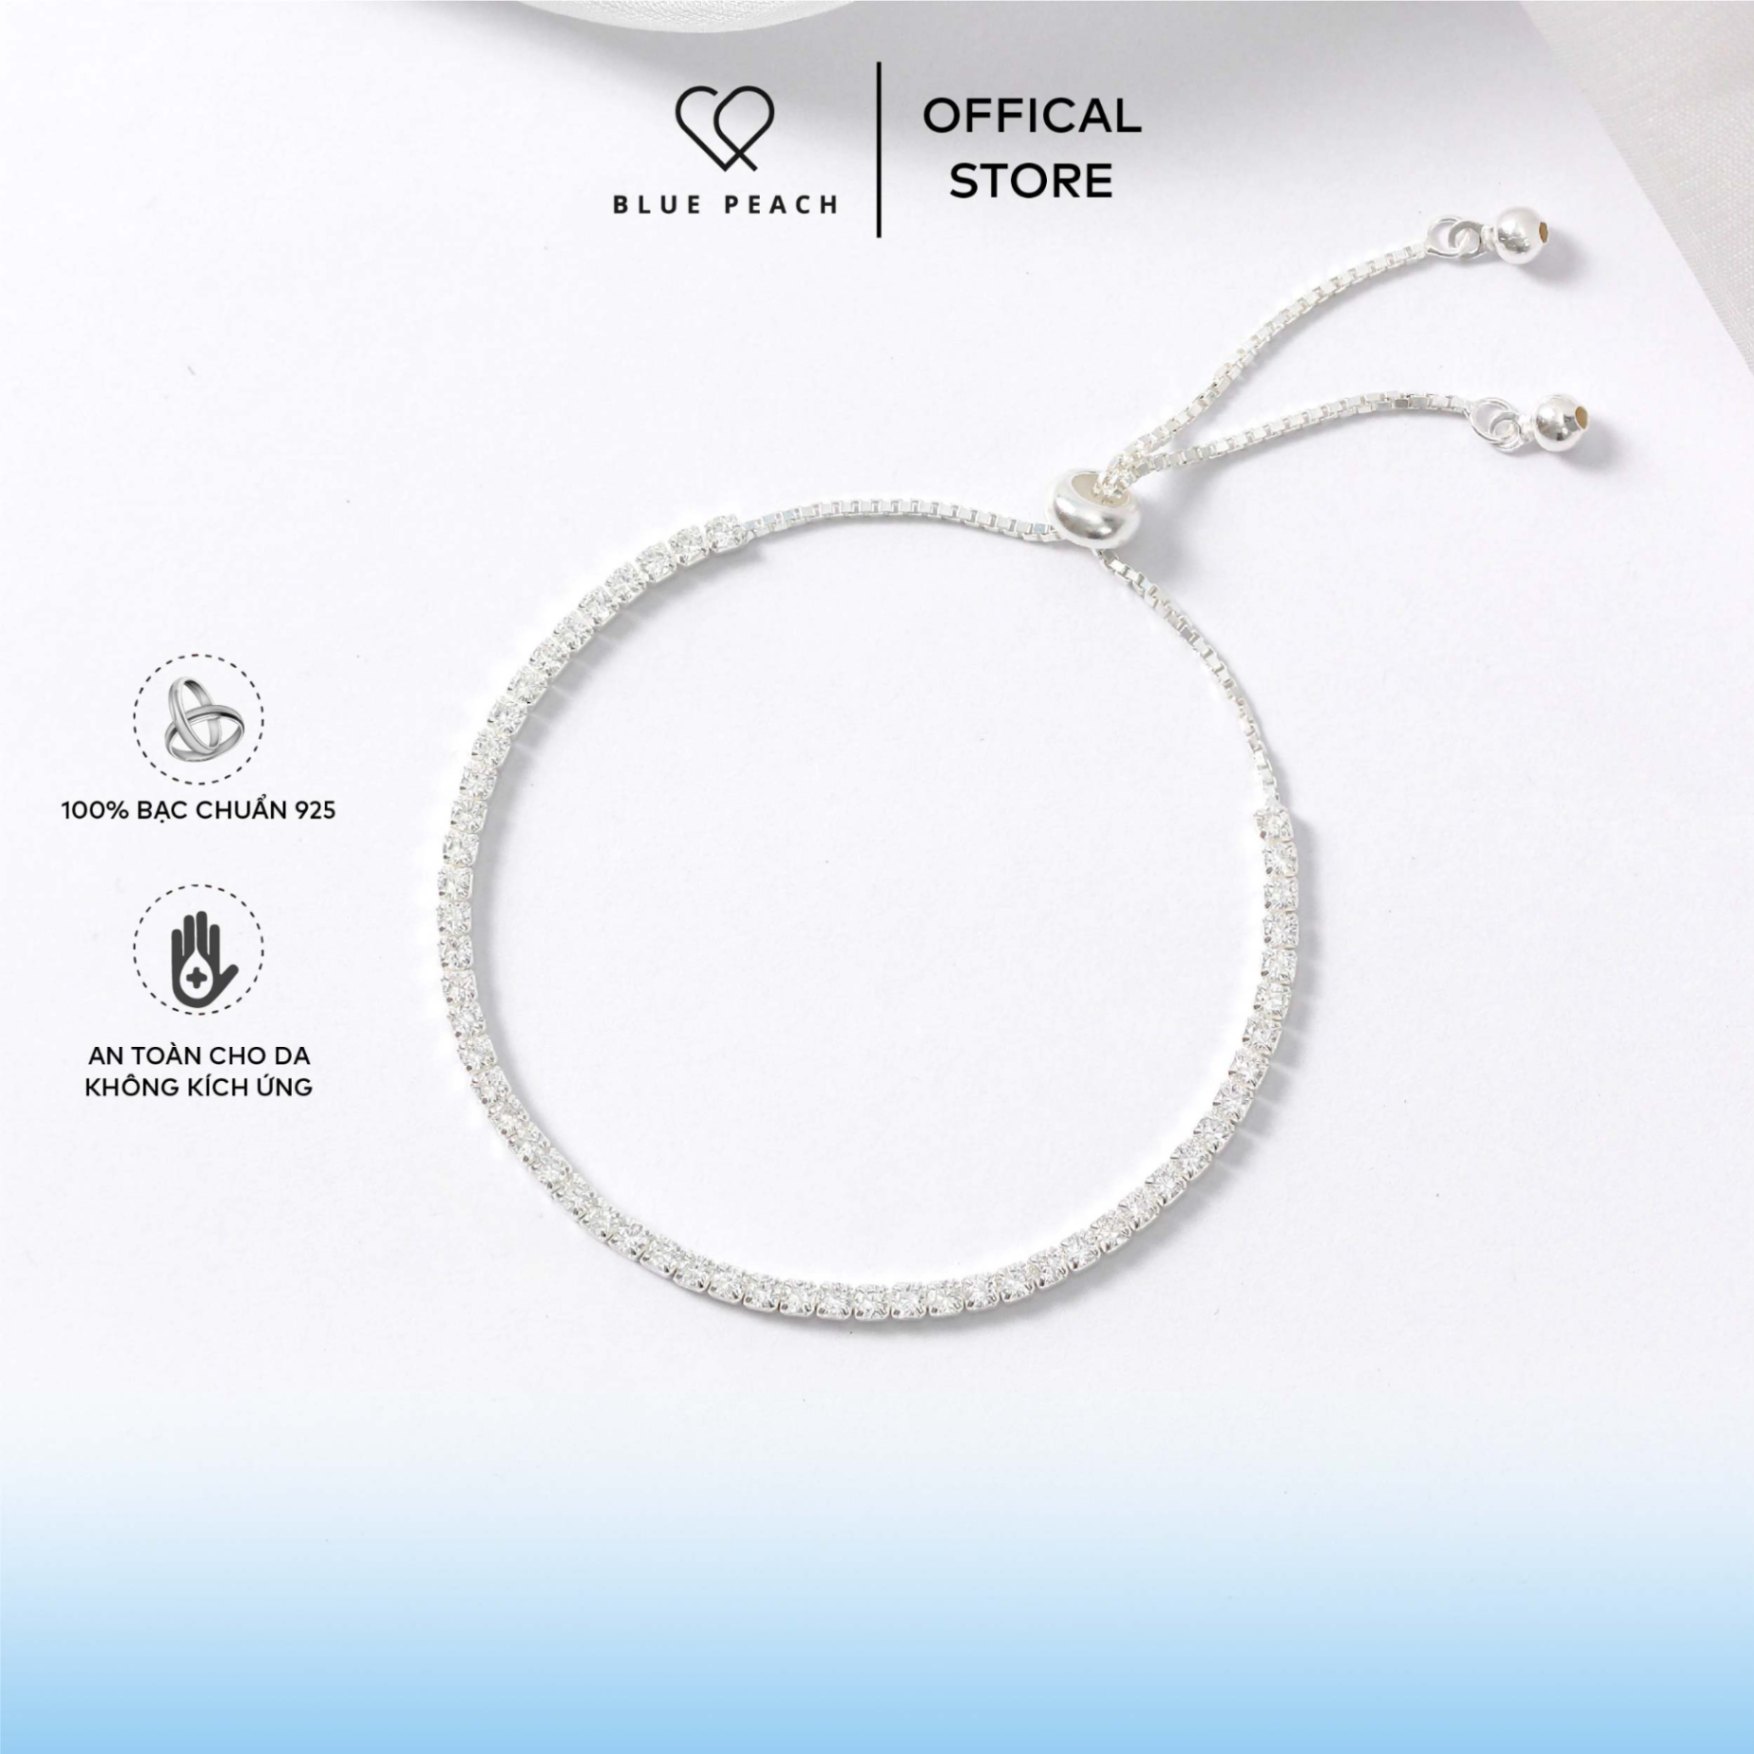 BLUE PEACH
OFFICAL
STORE
100% BẠC CHUẨN 925
AN TOÀN CHO DA
KHÔNG KÍCH ỨNG